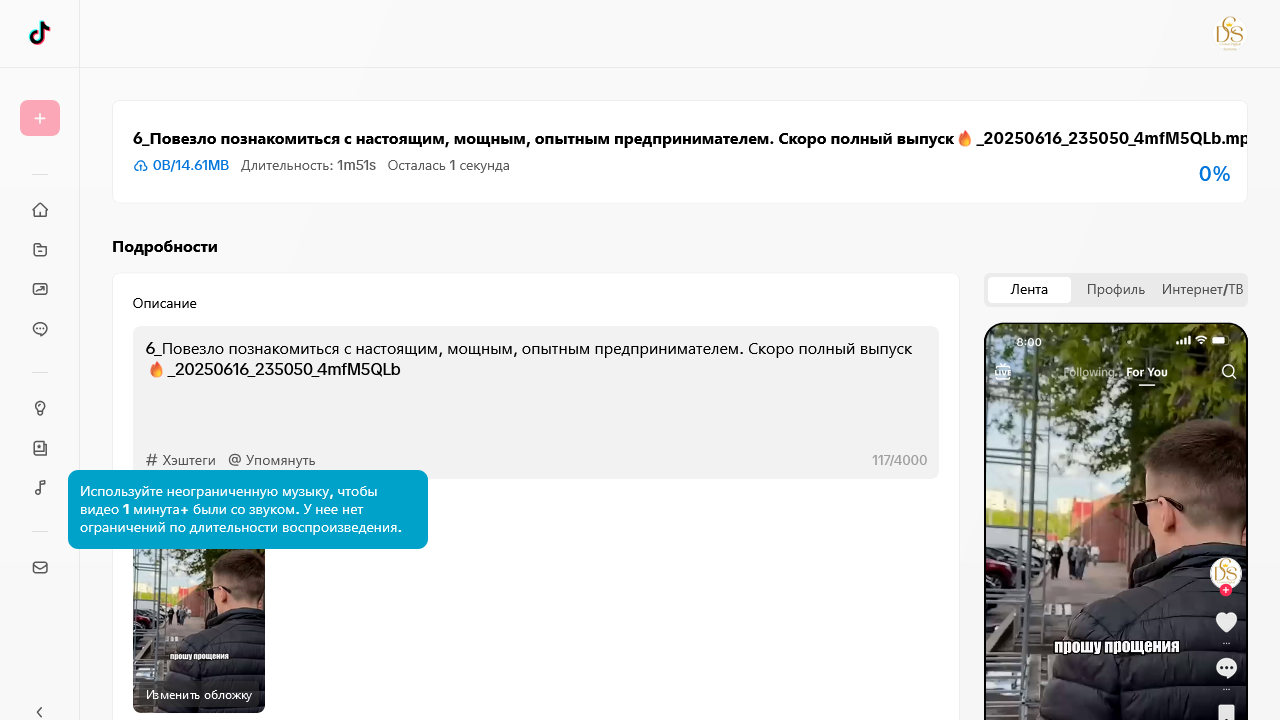 6_Повезло познакомиться с настоящим, мощным, опытным предпринимателем. Скоро полный выпуск🔥_20250616_235050_4mfM5QLb.mp
0B/14.61MB Длительность: 1m51s Осталась 1 секунда
0%
Подробности
Описание
6_Повезло познакомиться с настоящим, мощным, опытным предпринимателем. Скоро полный выпуск
🔥_20250616_235050_4mfM5QLb
# Хэштеги @ Упомянуть 117/4000
Используйте неограниченную музыку, чтобы
видео 1 минута+ были со звуком. У нее нет
ограничений по длительности воспроизведения.
прошу прощения
Изменить обложку
Лента Профиль Интернет/ТВ
8:00
LIVE Following For You
DCS
прошу прощения